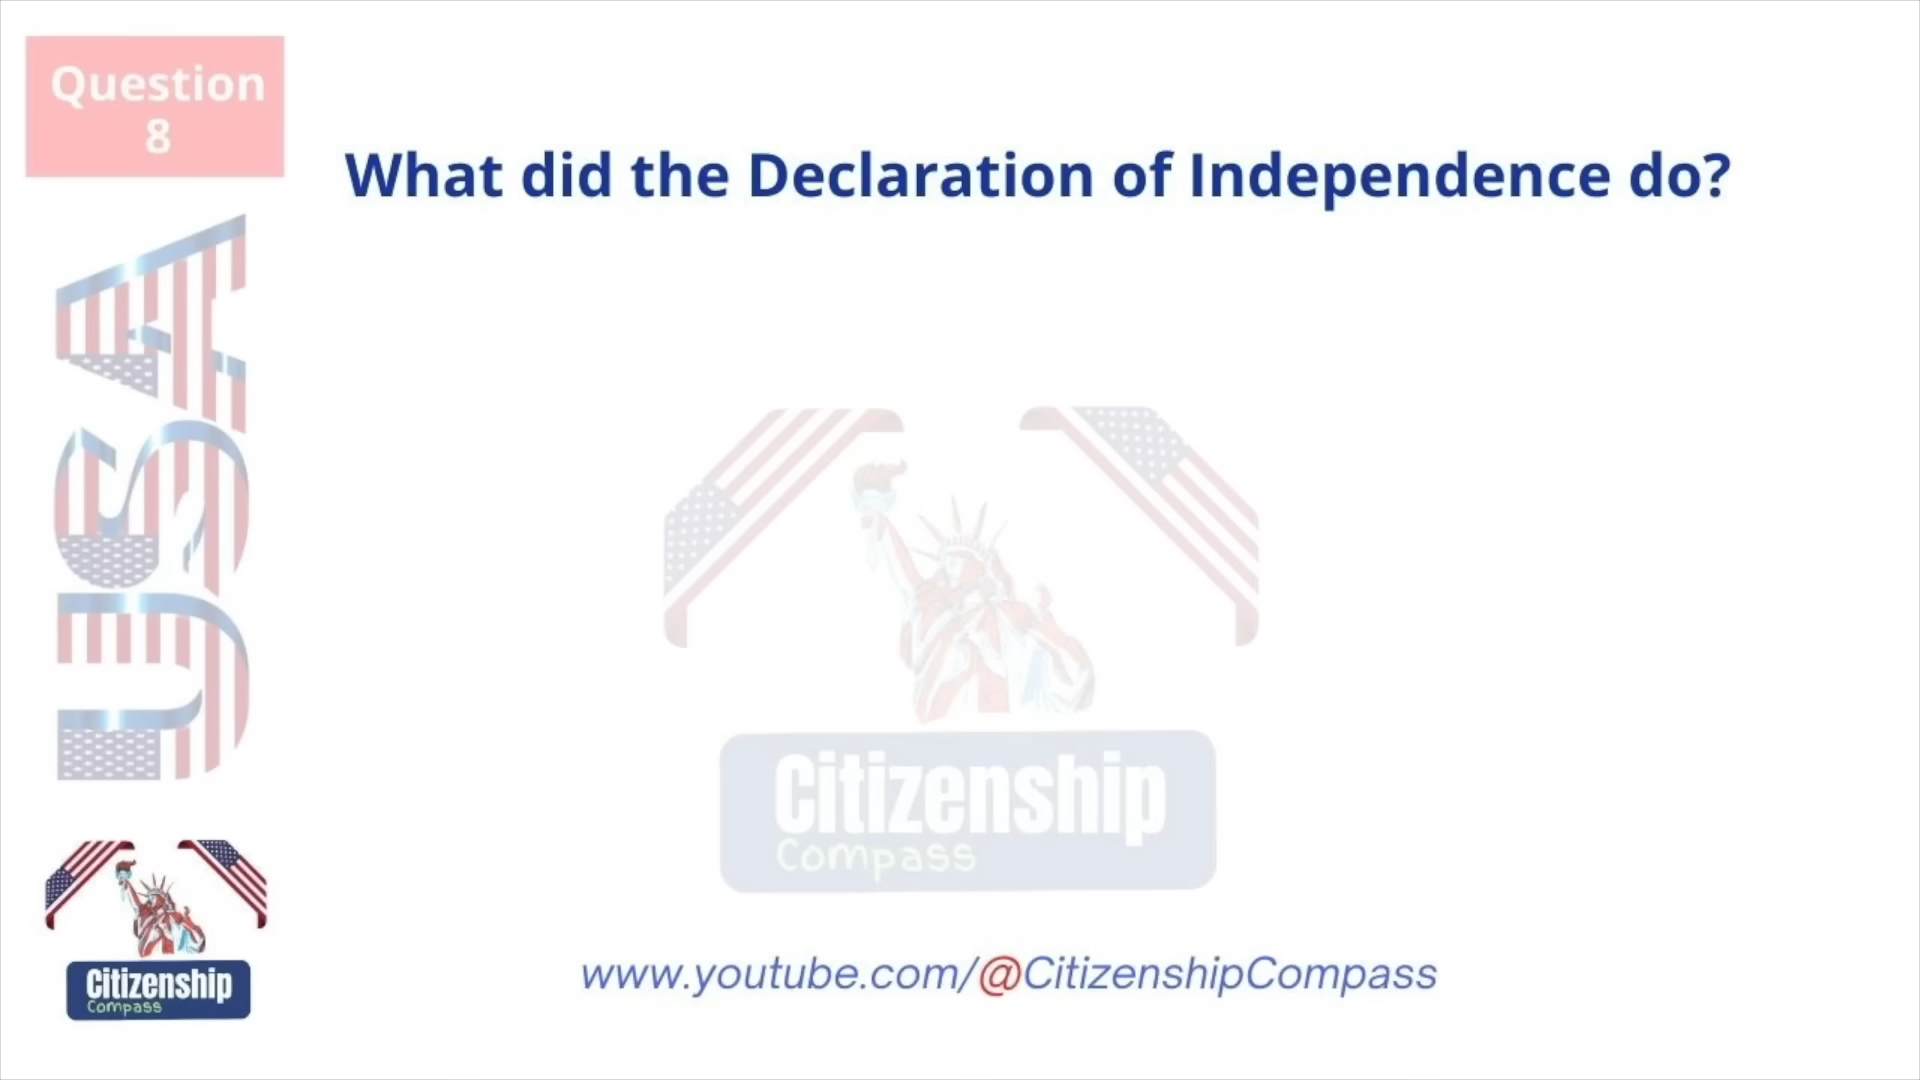 Question
8
What did the Declaration of Independence do?
Citizenship
Compass
USA
Citizenship
Compass
www.youtube.com/@CitizenshipCompass